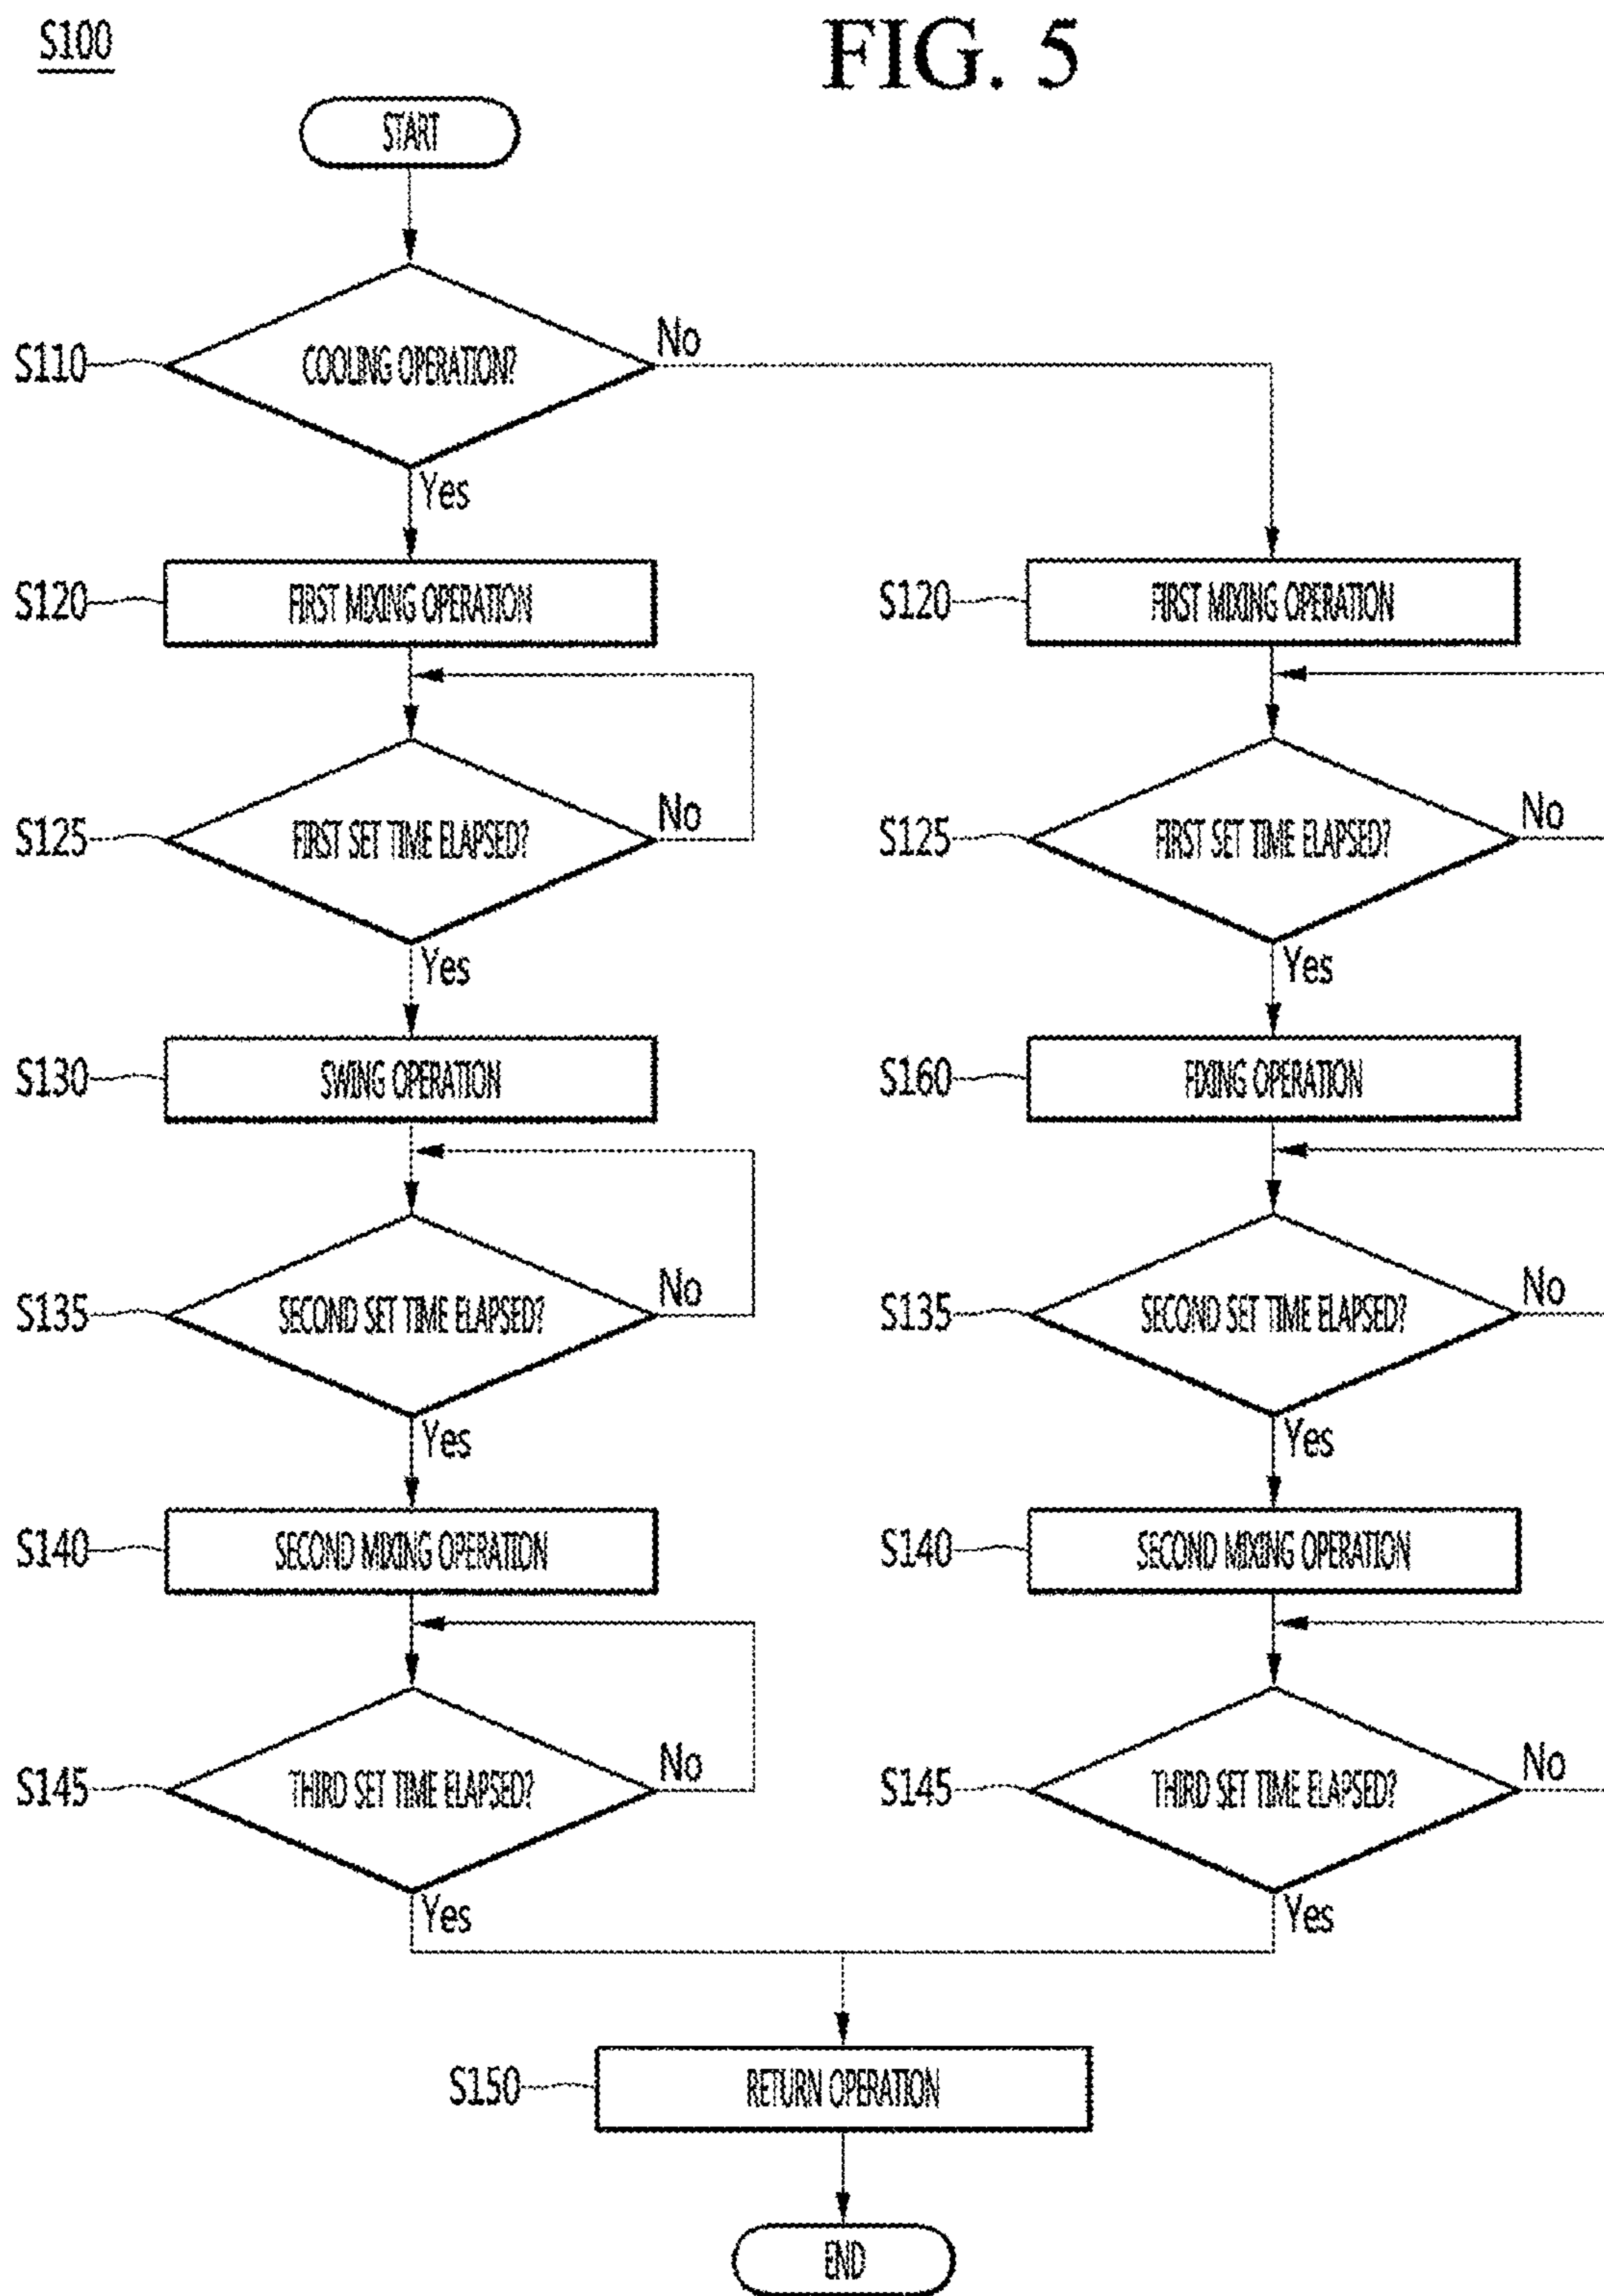 S100
FIG. 5
START
S110
COOLING OPERATION?
No
Yes
S120
FIRST MIXING OPERATION
S120
FIRST MIXING OPERATION
S125
FIRST SET TIME ELAPSED?
No
S125
FIRST SET TIME ELAPSED?
No
Yes
Yes
S130
SWING OPERATION
S160
FIXING OPERATION
S135
SECOND SET TIME ELAPSED?
No
S135
SECOND SET TIME ELAPSED?
No
Yes
Yes
S140
SECOND MIXING OPERATION
S140
SECOND MIXING OPERATION
S145
THIRD SET TIME ELAPSED?
No
S145
THIRD SET TIME ELAPSED?
No
Yes
Yes
S150
RETURN OPERATION
END